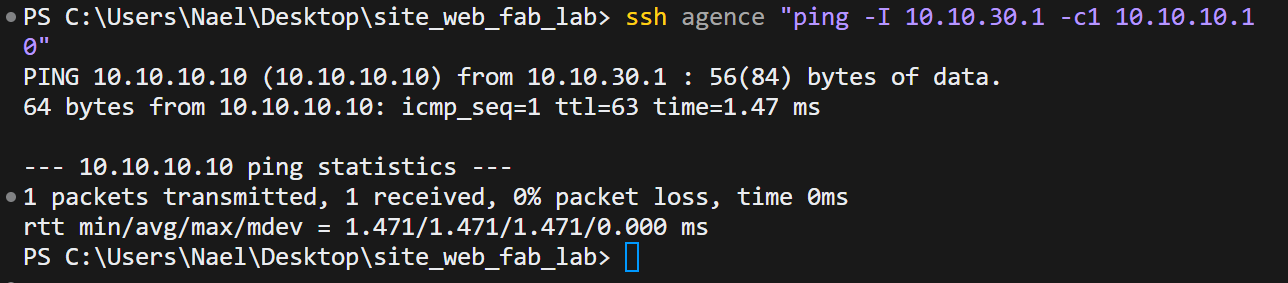 PS C:\Users\Nael\Desktop\site_web_fab_lab> ssh agence "ping -I 10.10.30.1 -c1 10.10.10.1
0"
PING 10.10.10.10 (10.10.10.10) from 10.10.30.1 : 56(84) bytes of data.
64 bytes from 10.10.10.10: icmp_seq=1 ttl=63 time=1.47 ms
--- 10.10.10.10 ping statistics ---
1 packets transmitted, 1 received, 0% packet loss, time 0ms
rtt min/avg/max/mdev = 1.471/1.471/1.471/0.000 ms
PS C:\Users\Nael\Desktop\site_web_fab_lab>